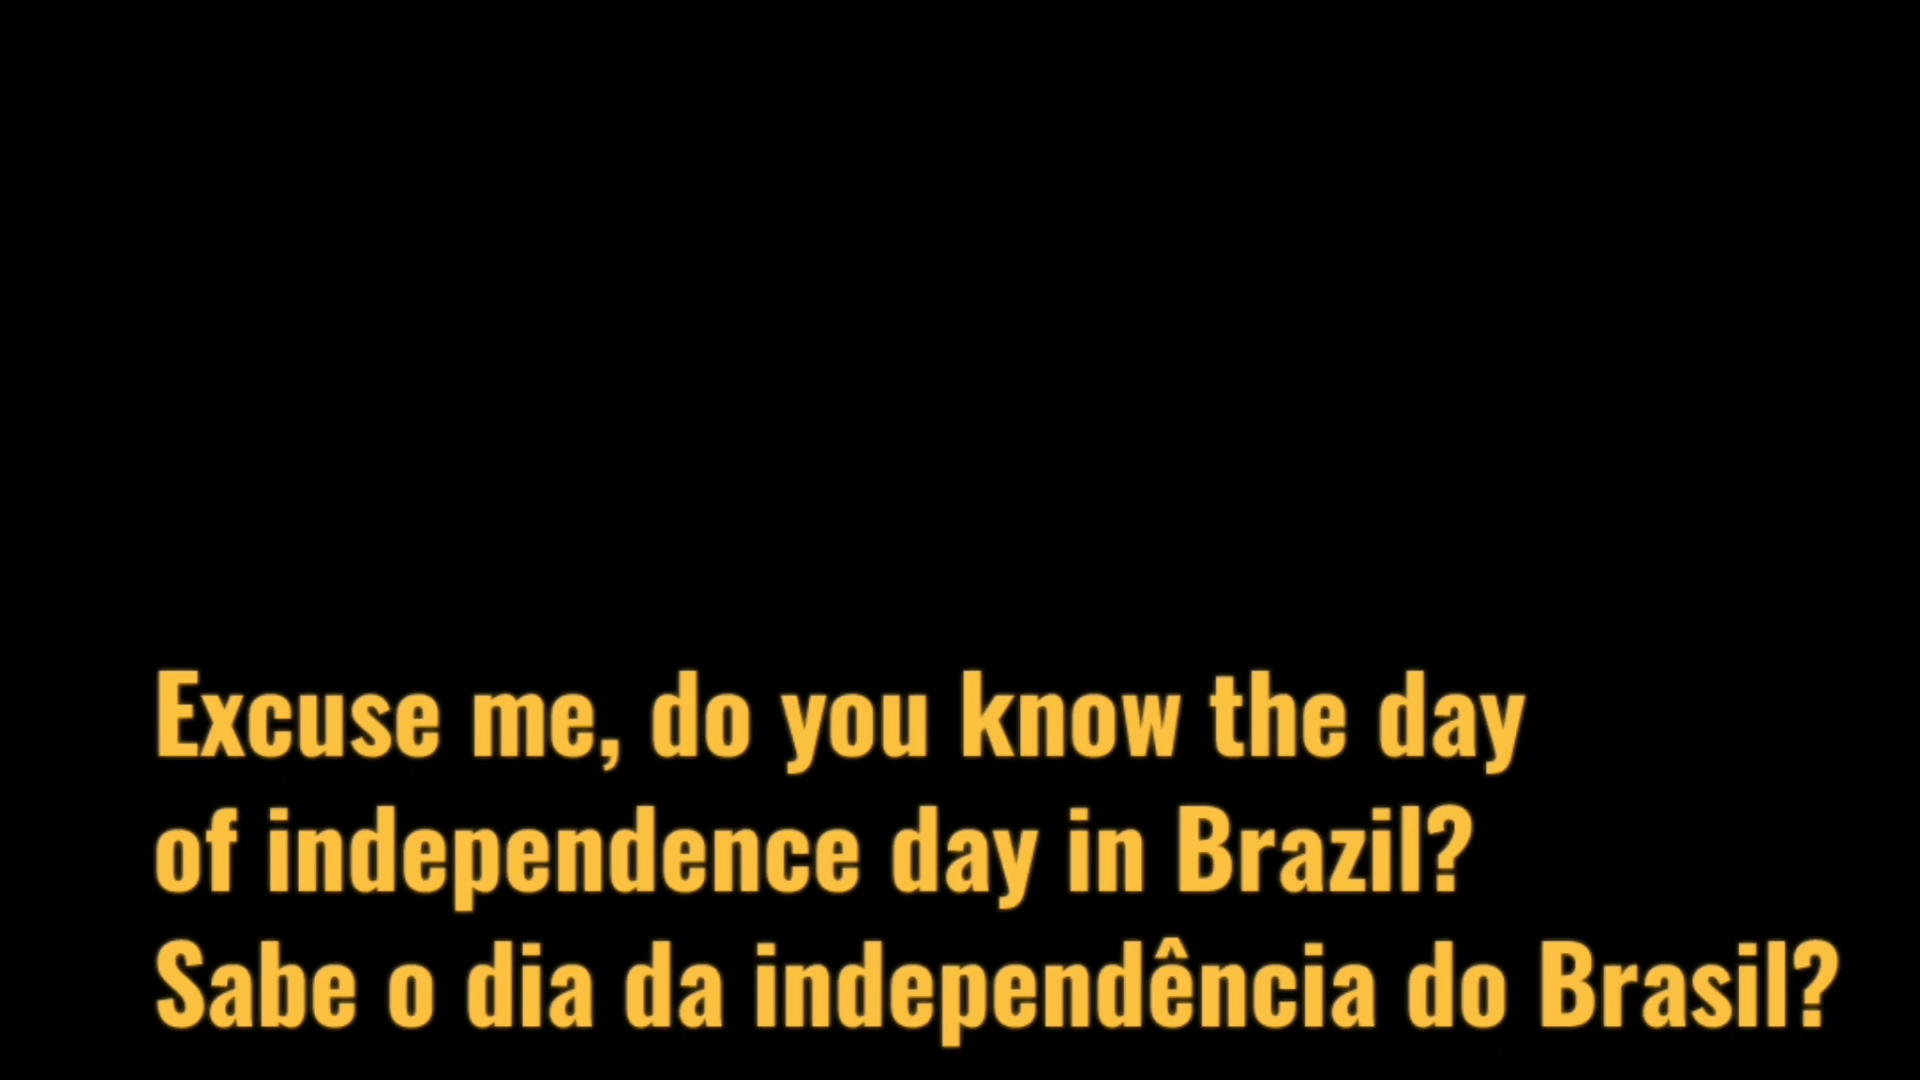 Excuse me, do you know the day
of independence day in Brazil?
Sabe o dia da independência do Brasil?